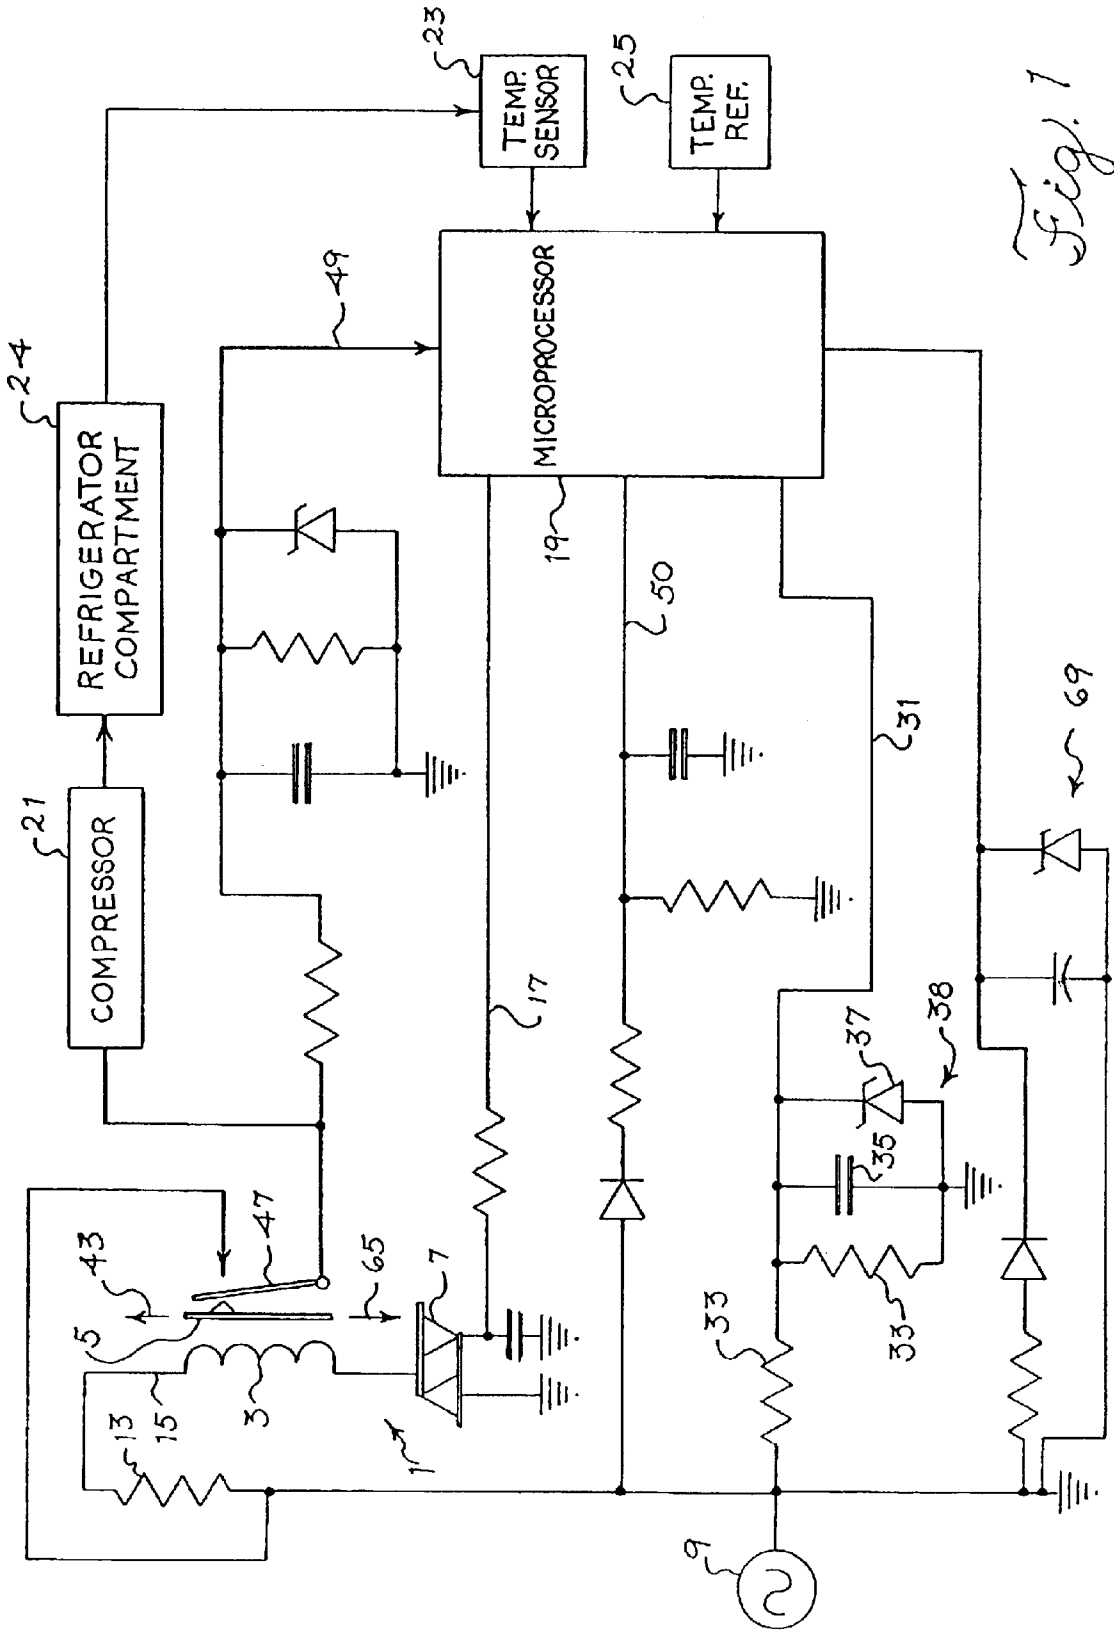 21
COMPRESSOR
24
REFRIGERATOR
COMPARTMENT
23
TEMP.
SENSOR
25
TEMP.
REF.
43
5
47
65
15
3
13
7
1
49
17
MICROPROCESSOR
19
50
31
33
33
35
37
38
69
9
Fig. 1